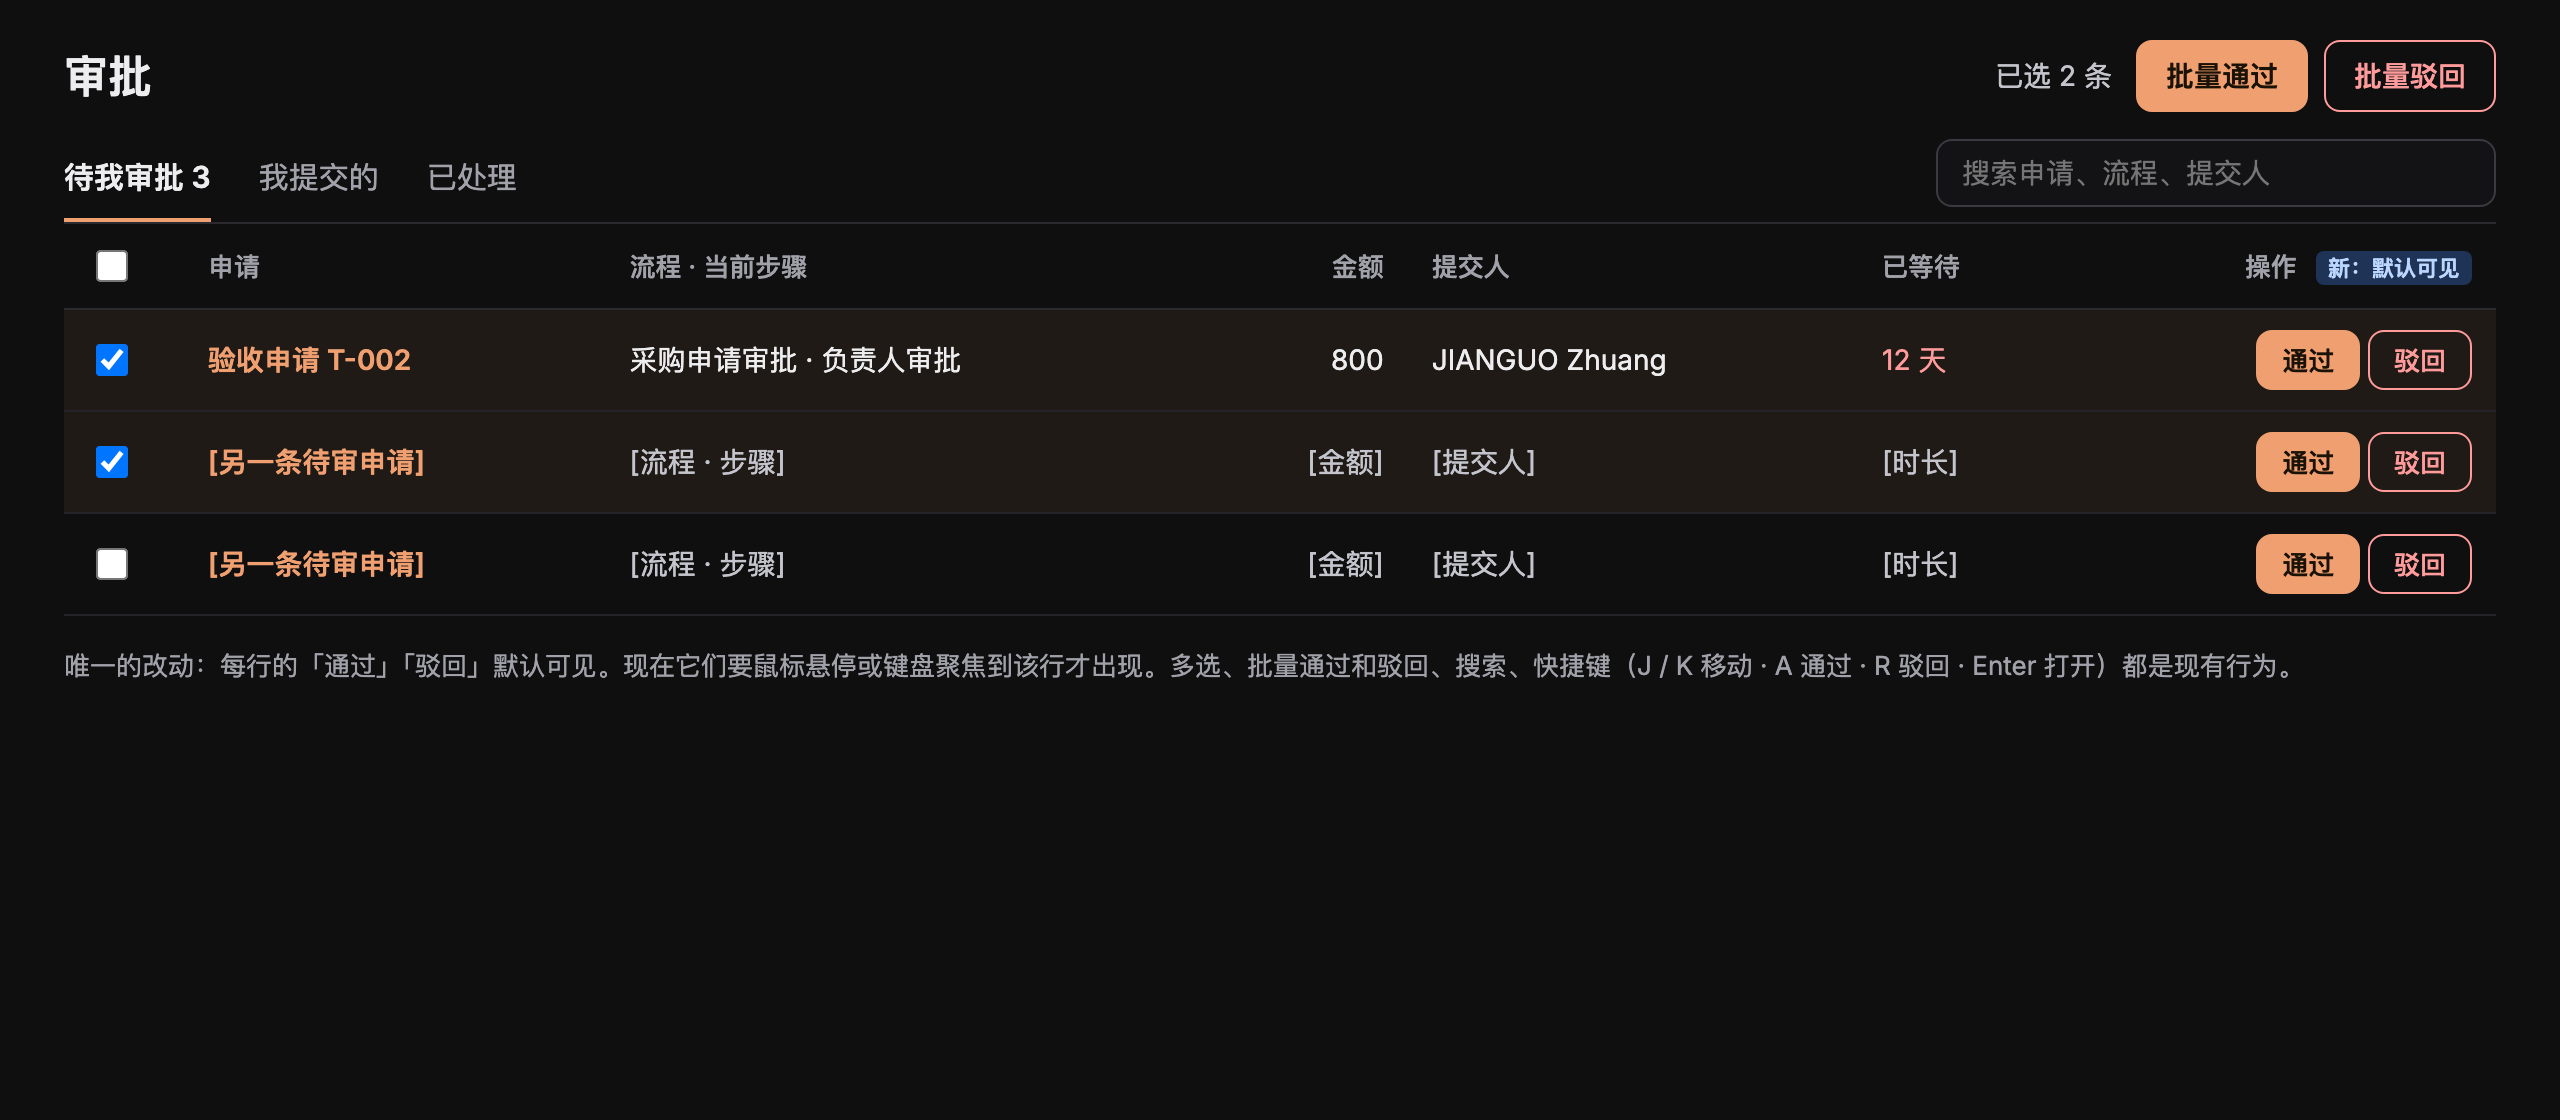 审批
已选 2 条 批量通过 批量驳回
待我审批 3 我提交的 已处理 搜索申请、流程、提交人
申请 流程 · 当前步骤 金额 提交人 已等待 操作 新：默认可见
验收申请 T-002 采购申请审批 · 负责人审批 800 JIANGUO Zhuang 12 天 通过 驳回
[另一条待审申请] [流程 · 步骤] [金额] [提交人] [时长] 通过 驳回
[另一条待审申请] [流程 · 步骤] [金额] [提交人] [时长] 通过 驳回
唯一的改动：每行的「通过」「驳回」默认可见。现在它们要鼠标悬停或键盘聚焦到该行才出现。多选、批量通过和驳回、搜索、快捷键（J / K 移动 · A 通过 · R 驳回 · Enter 打开）都是现有行为。